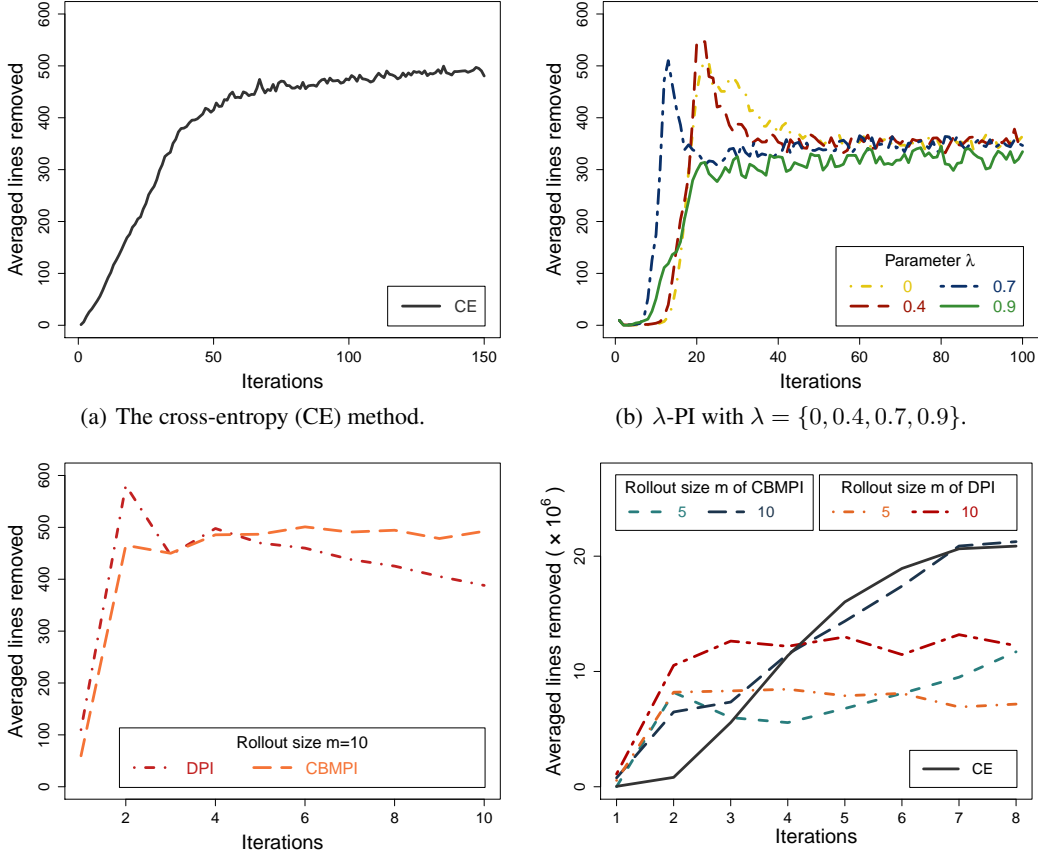 Averaged lines removed
0 100 200 300 400 500 600
0 50 100 150
Iterations
CE
(a) The cross-entropy (CE) method.
Averaged lines removed
0 100 200 300 400 500 600
0 20 40 60 80 100
Iterations
Parameter λ
0 0.7
0.4 0.9
(b) λ-PI with λ = {0, 0.4, 0.7, 0.9}.
Averaged lines removed
0 100 200 300 400 500 600
2 4 6 8 10
Iterations
Rollout size m=10
DPI CBMPI
Averaged lines removed ( × 10⁶ )
0 10 20
1 2 3 4 5 6 7 8
Iterations
Rollout size m of CBMPI
5 10
Rollout size m of DPI
5 10
CE